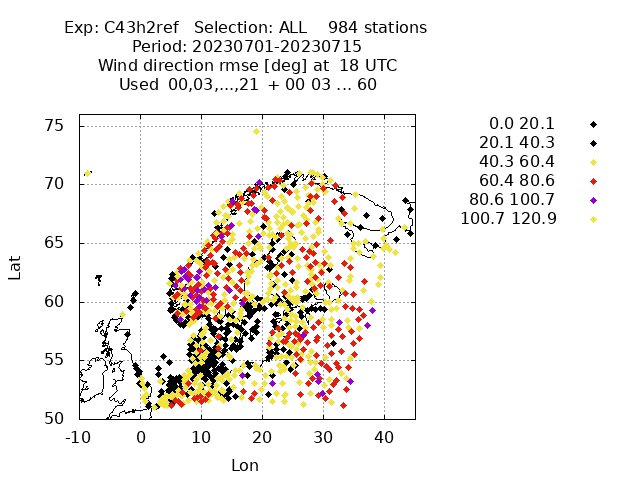 Exp: C43h2ref Selection: ALL 984 stations
Period: 20230701-20230715
Wind direction rmse [deg] at 18 UTC
Used 00,03,...,21 + 00 03 ... 60
0.0 20.1
20.1 40.3
40.3 60.4
60.4 80.6
80.6 100.7
100.7 120.9
75
70
65
60
55
50
Lat
-10 0 10 20 30 40
Lon